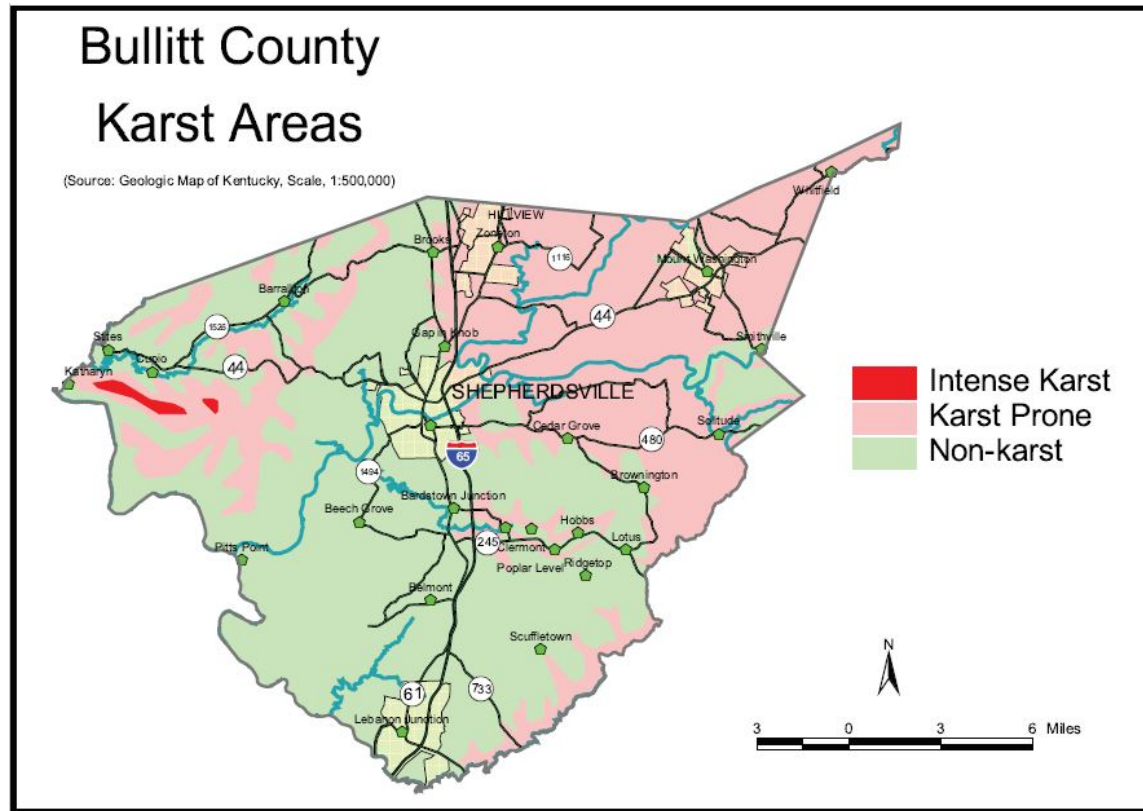 Bullitt County
Karst Areas
(Source: Geologic Map of Kentucky, Scale, 1:500,000)
Whitfield
HILLVIEW
Zoneton
Brooks
1116
Mount Washington
Barrallton
44
1526
Gap in Knob
Smithville
Stites
Cupio
44
Katharyn
SHEPHERDSVILLE
Intense Karst
Karst Prone
Non-karst
Cedar Grove
480
Solitude
65
1494
Brownington
Bardstown Junction
Beech Grove
Hobbs
245
Clermont
Lotus
Pitts Point
Poplar Level
Ridgetop
Belmont
Scuffletown
N
61
733
Lebanon Junction
3 0 3 6 Miles